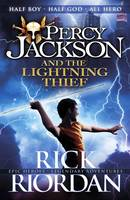 HALF BOY · HALF GOD · ALL HERO
PERCY
JACKSON
AND THE
LIGHTNING
THIEF
RICK
RIORDAN
EPIC HEROES · LEGENDARY ADVENTURES